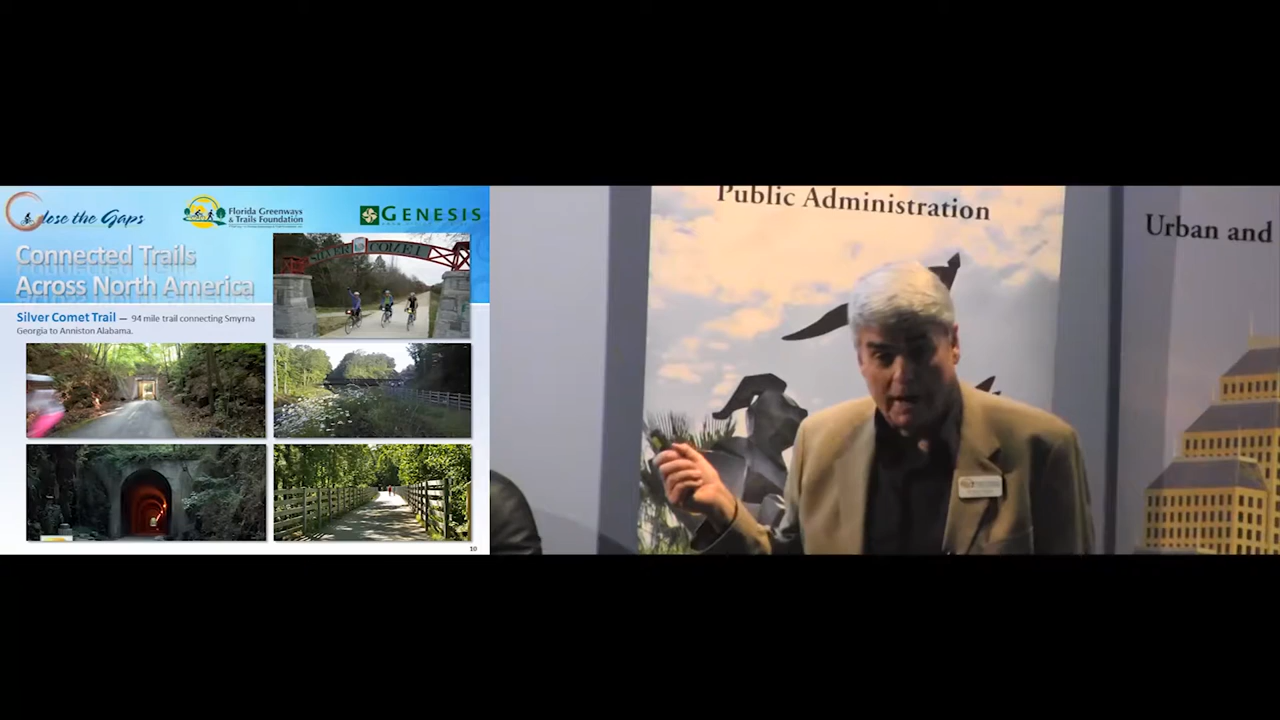 Close the Gaps
Florida Greenways
& Trails Foundation
GENESIS
Connected Trails
Across North America
SILVER COMET
Silver Comet Trail — 94 mile trail connecting Smyrna
Georgia to Anniston Alabama.
10
Public Administration
Urban and